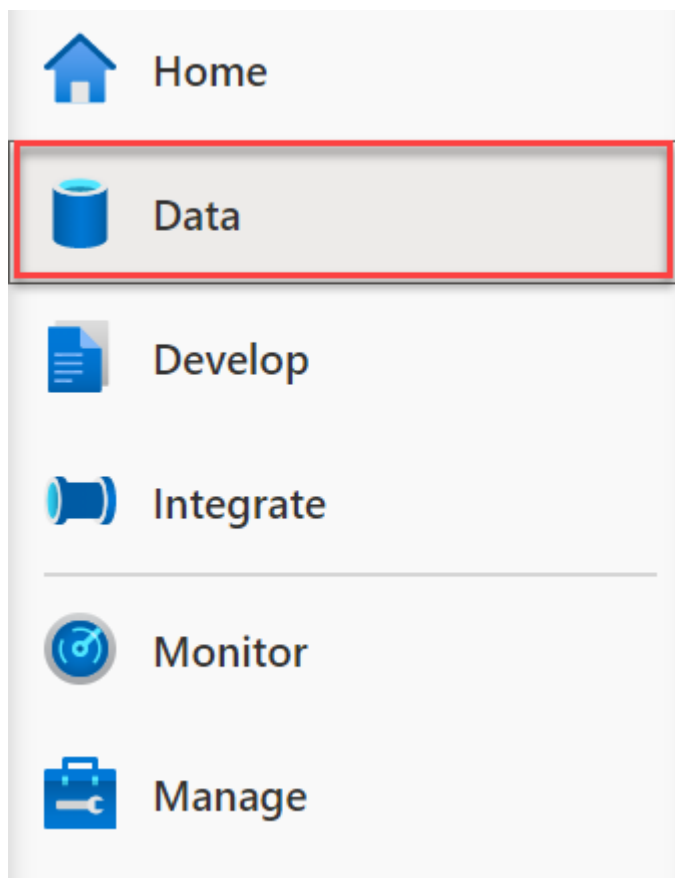 Home
Data
Develop
Integrate
Monitor
Manage